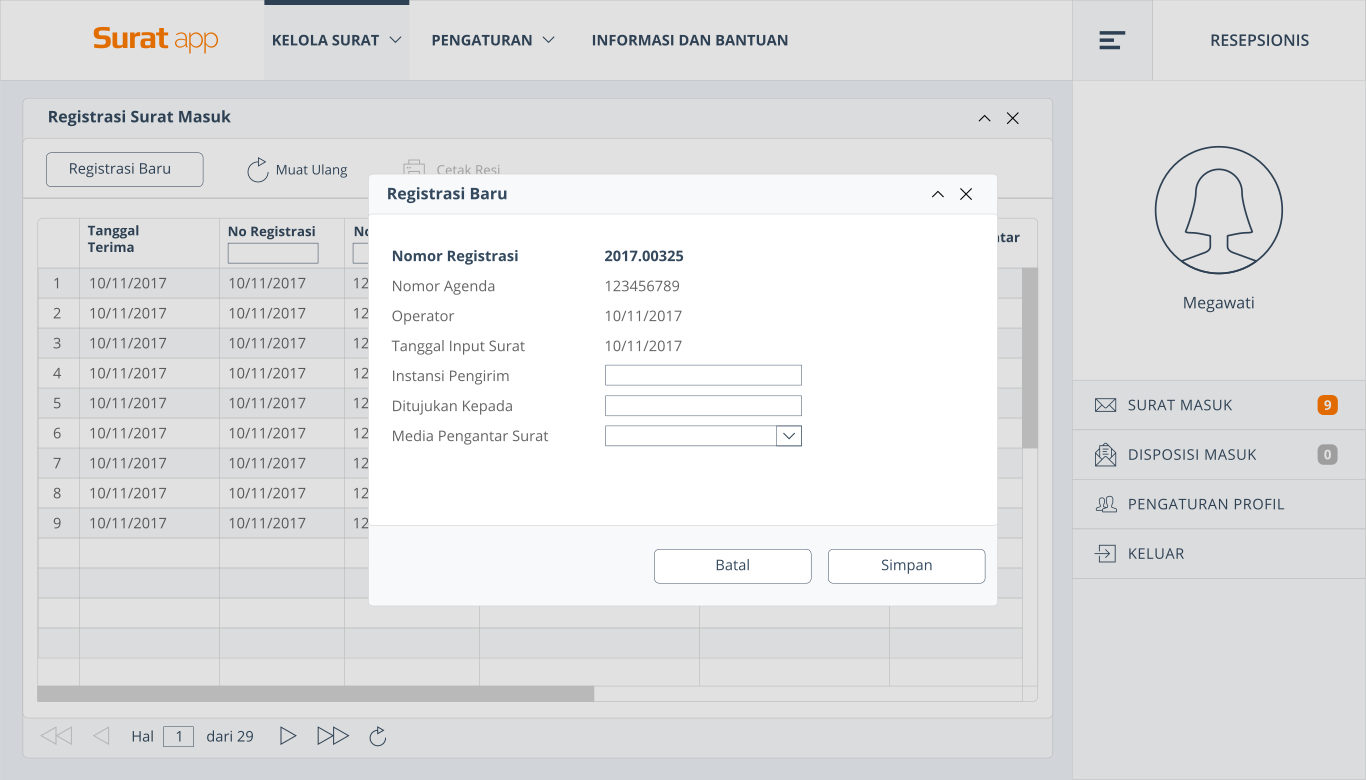 Surat app
KELOLA SURAT
PENGATURAN
INFORMASI DAN BANTUAN
RESEPSIONIS
Registrasi Surat Masuk
Registrasi Baru
Muat Ulang
Cetak Resi
Tanggal
Terima
No Registrasi
1 10/11/2017 10/11/2017 12
2 10/11/2017 10/11/2017 12
3 10/11/2017 10/11/2017 12
4 10/11/2017 10/11/2017 12
5 10/11/2017 10/11/2017 12
6 10/11/2017 10/11/2017 12
7 10/11/2017 10/11/2017 12
8 10/11/2017 10/11/2017 12
9 10/11/2017 10/11/2017 12
Hal 1 dari 29
Registrasi Baru
Nomor Registrasi 2017.00325
Nomor Agenda 123456789
Operator 10/11/2017
Tanggal Input Surat 10/11/2017
Instansi Pengirim
Ditujukan Kepada
Media Pengantar Surat
Batal
Simpan
Megawati
SURAT MASUK 9
DISPOSISI MASUK 0
PENGATURAN PROFIL
KELUAR